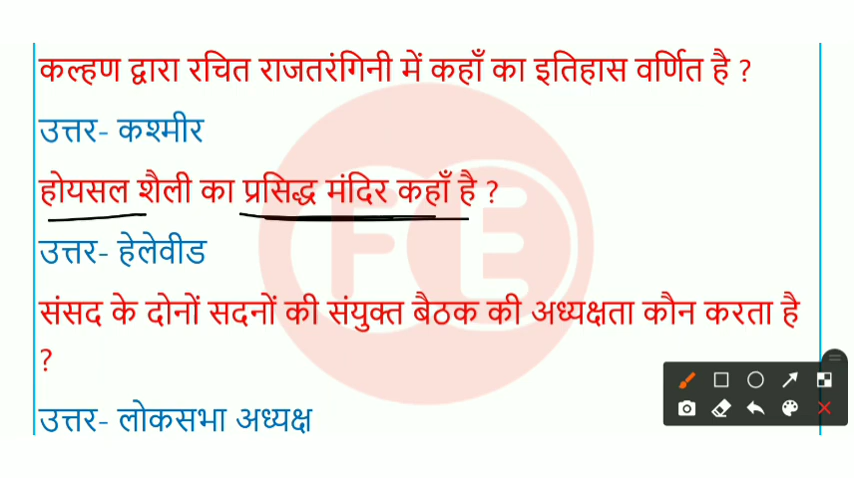 कल्हण द्वारा रचित राजतरंगिनी में कहाँ का इतिहास वर्णित है ?
उत्तर- कश्मीर
होयसल शैली का प्रसिद्ध मंदिर कहाँ है ?
उत्तर- हेलेवीड
संसद के दोनों सदनों की संयुक्त बैठक की अध्यक्षता कौन करता है
?
उत्तर- लोकसभा अध्यक्ष
FE